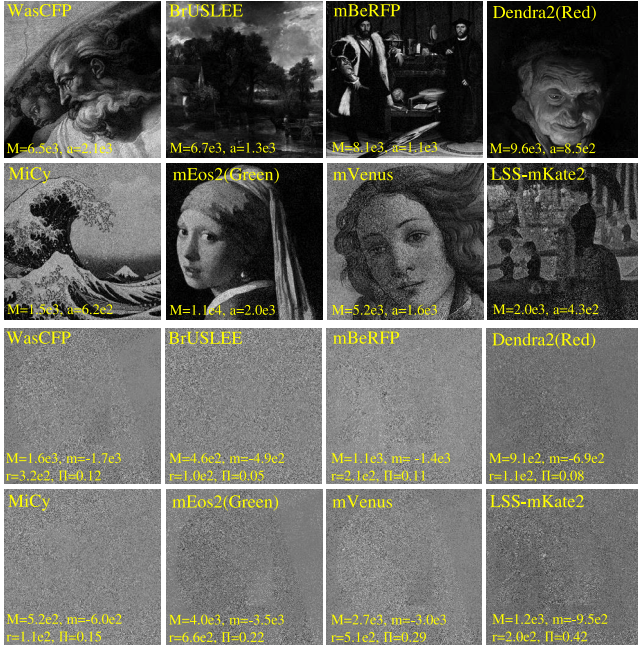 WasCFP
BrUSLEE
mBeRFP
Dendra2(Red)
M=6.5e3, a=2.1e3
M=6.7e3, a=1.3e3
M=8.1e3, a=1.1e3
M=9.6e3, a=8.5e2
MiCy
mEos2(Green)
mVenus
LSS-mKate2
M=1.5e3, a=6.2e2
M=1.1e4, a=2.0e3
M=5.2e3, a=1.6e3
M=2.0e3, a=4.3e2
WasCFP
BrUSLEE
mBeRFP
Dendra2(Red)
M=1.6e3, m=-1.7e3
r=3.2e2, Π=0.12
M=4.6e2, m=-4.9e2
r=1.0e2, Π=0.05
M=1.1e3, m= -1.4e3
r=2.1e2, Π=0.11
M=9.1e2, m=-6.9e2
r=1.1e2, Π=0.08
MiCy
mEos2(Green)
mVenus
LSS-mKate2
M=5.2e2, m=-6.0e2
r=1.1e2, Π=0.15
M=4.0e3, m=-3.5e3
r=6.6e2, Π=0.22
M=2.7e3, m=-3.0e3
r=5.1e2, Π=0.29
M=1.2e3, m=-9.5e2
r=2.0e2, Π=0.42